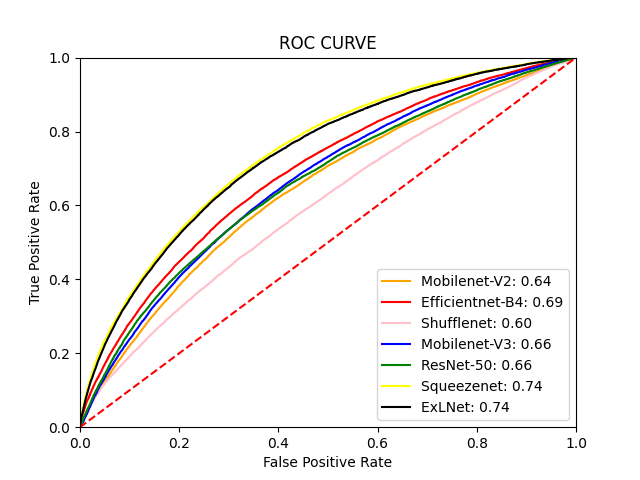 ROC CURVE
True Positive Rate
1.0
0.8
0.6
0.4
0.2
0.0
Mobilenet-V2: 0.64
Efficientnet-B4: 0.69
Shufflenet: 0.60
Mobilenet-V3: 0.66
ResNet-50: 0.66
Squeezenet: 0.74
ExLNet: 0.74
0.0 0.2 0.4 0.6 0.8 1.0
False Positive Rate